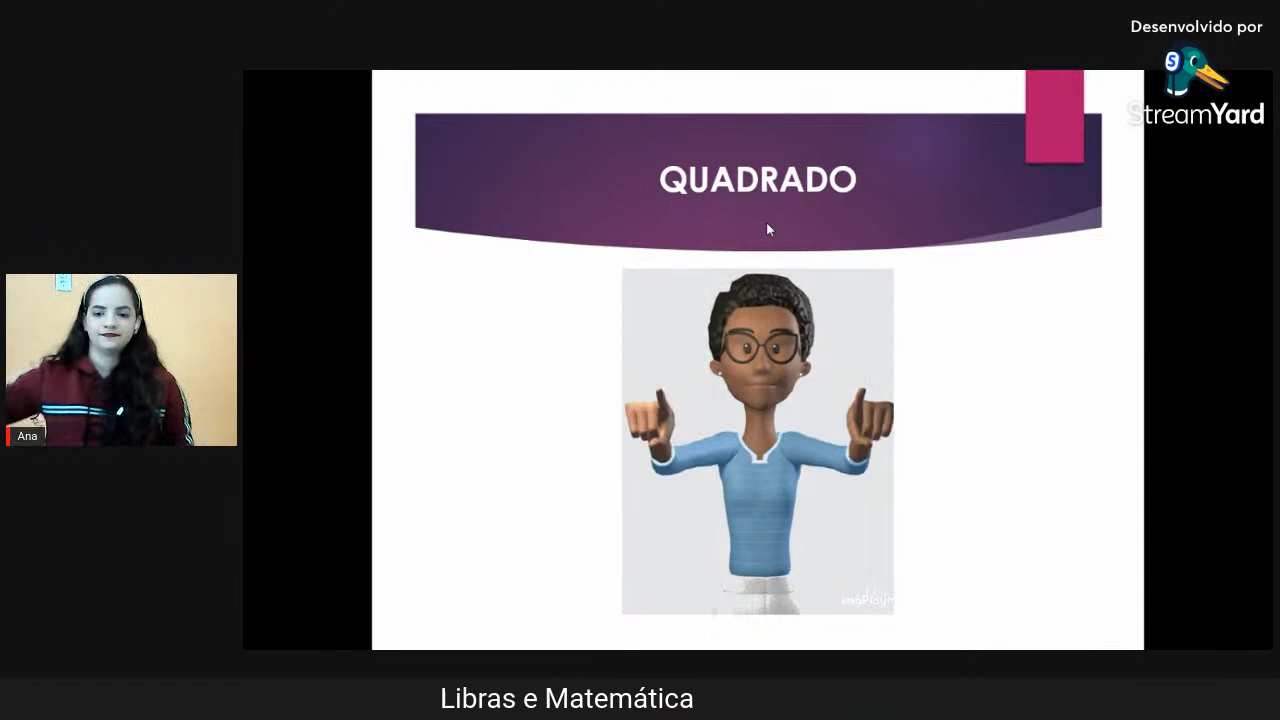 Desenvolvido por
StreamYard
QUADRADO
Ana
Libras e Matemática